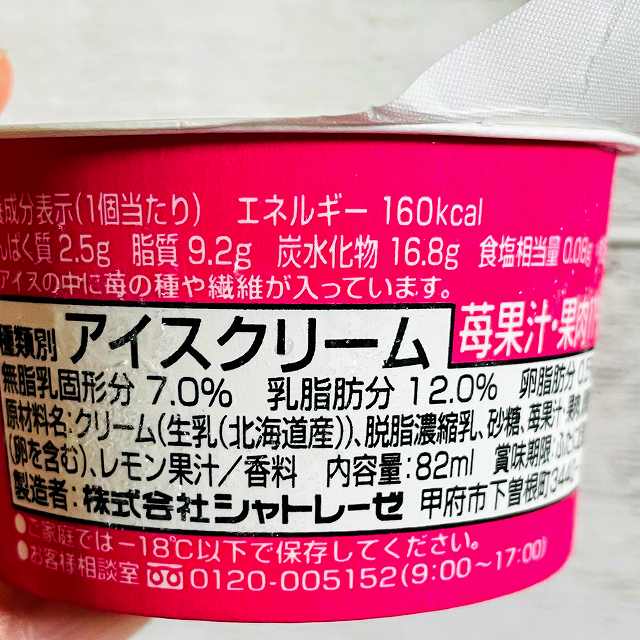 成分表示(1個当たり) エネルギー 160kcal
ぱく質 2.5g 脂質 9.2g 炭水化物 16.8g 食塩相当量 0.08g
アイスの中に苺の種や繊維が入っています。
種類別 アイスクリーム 苺果汁・果肉
無脂乳固形分 7.0% 乳脂肪分 12.0% 卵脂肪分
原材料名:クリーム(生乳(北海道産))、脱脂濃縮乳、砂糖、苺果汁・果肉
(卵を含む)、レモン果汁/香料 内容量:82ml 賞味期限
製造者:株式会社シャトレーゼ 甲府市下曽根町3440
●ご家庭では-18℃以下で保存してください。
●お客様相談室 0120-005152(9:00~17:00)